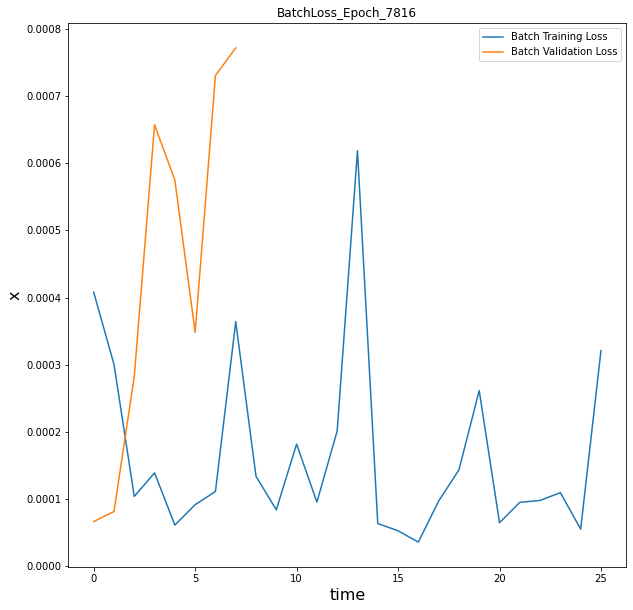 BatchLoss_Epoch_7816
Batch Training Loss
Batch Validation Loss
0.0008
0.0007
0.0006
0.0005
0.0004
0.0003
0.0002
0.0001
0.0000
x
0 5 10 15 20 25
time